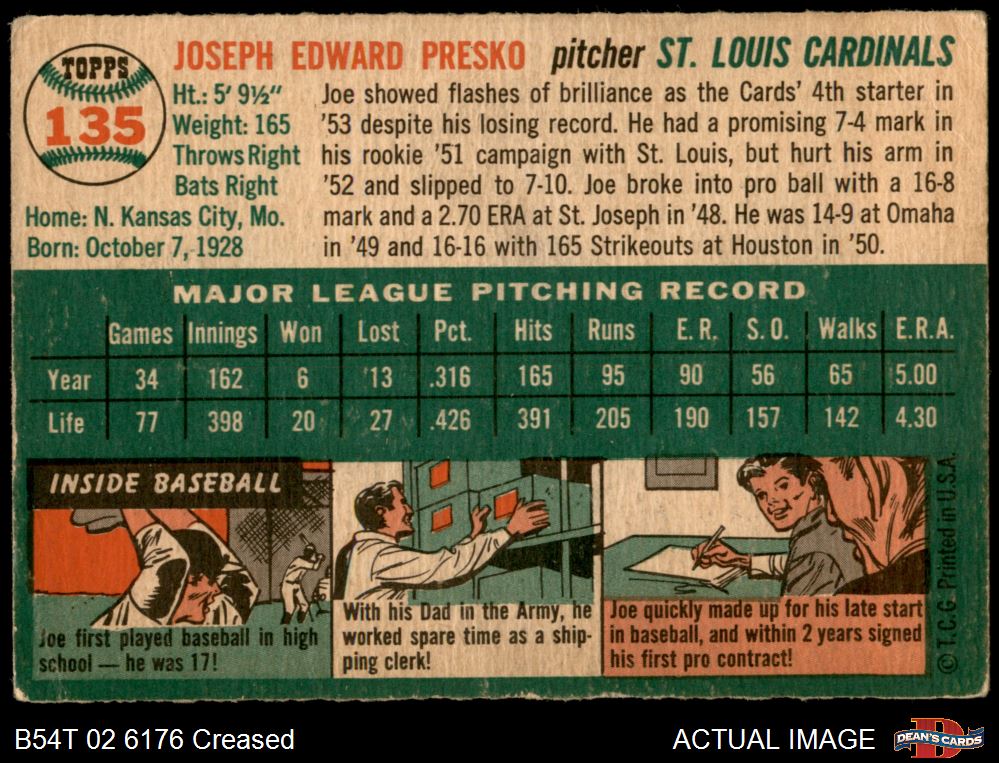 TOPPS
135
JOSEPH EDWARD PRESKO pitcher ST. LOUIS CARDINALS
Ht.: 5' 9½"
Weight: 165
Throws Right
Bats Right
Home: N. Kansas City, Mo.
Born: October 7, 1928
Joe showed flashes of brilliance as the Cards' 4th starter in
'53 despite his losing record. He had a promising 7-4 mark in
his rookie '51 campaign with St. Louis, but hurt his arm in
'52 and slipped to 7-10. Joe broke into pro ball with a 16-8
mark and a 2.70 ERA at St. Joseph in '48. He was 14-9 at Omaha
in '49 and 16-16 with 165 Strikeouts at Houston in '50.
MAJOR LEAGUE PITCHING RECORD
Games Innings Won Lost Pct. Hits Runs E. R. S. O. Walks E.R.A.
Year 34 162 6 13 .316 165 95 90 56 65 5.00
Life 77 398 20 27 .426 391 205 190 157 142 4.30
INSIDE BASEBALL
Joe first played baseball in high
school — he was 17!
With his Dad in the Army, he
worked spare time as a ship-
ping clerk!
Joe quickly made up for his late start
in baseball, and within 2 years signed
his first pro contract!
© T.C.G. Printed in U.S.A.
B54T 02 6176 Creased
ACTUAL IMAGE
DEAN'S CARDS